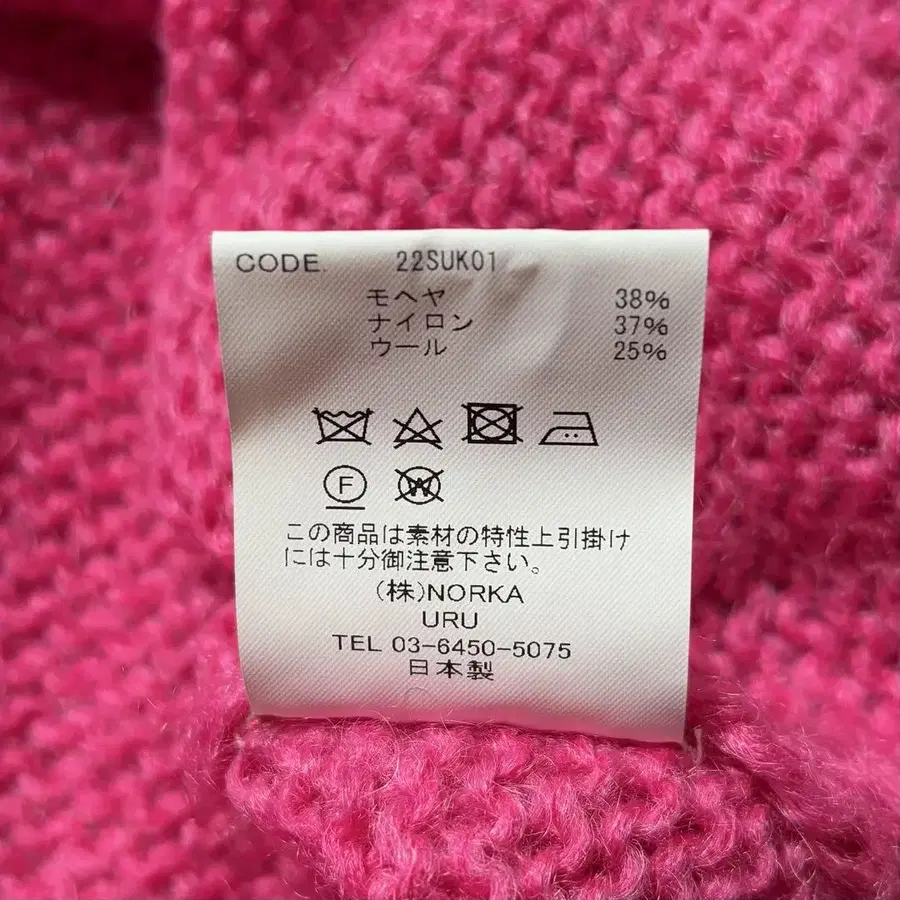 CODE. 22SUK01
モヘヤ 38%
ナイロン 37%
ウール 25%
F
W
この商品は素材の特性上引掛け
には十分御注意下さい。
(株)NORKA
URU
TEL 03-6450-5075
日本製